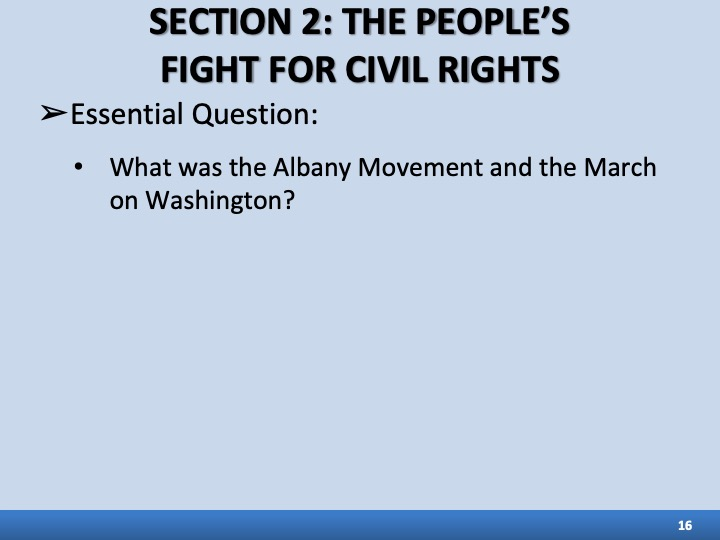 SECTION 2: THE PEOPLE’S
FIGHT FOR CIVIL RIGHTS
➢Essential Question:
• What was the Albany Movement and the March
on Washington?
16